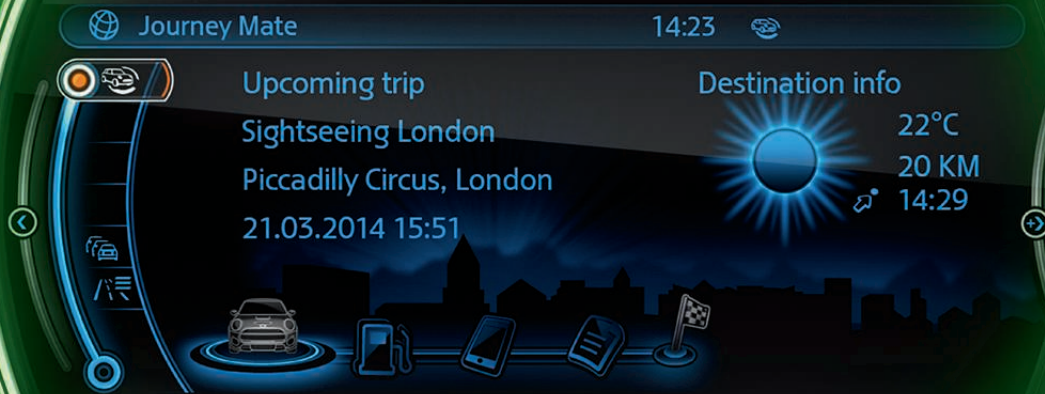 Journey Mate 14:23
Upcoming trip
Sightseeing London
Piccadilly Circus, London
21.03.2014 15:51
Destination info
22°C
20 KM
14:29